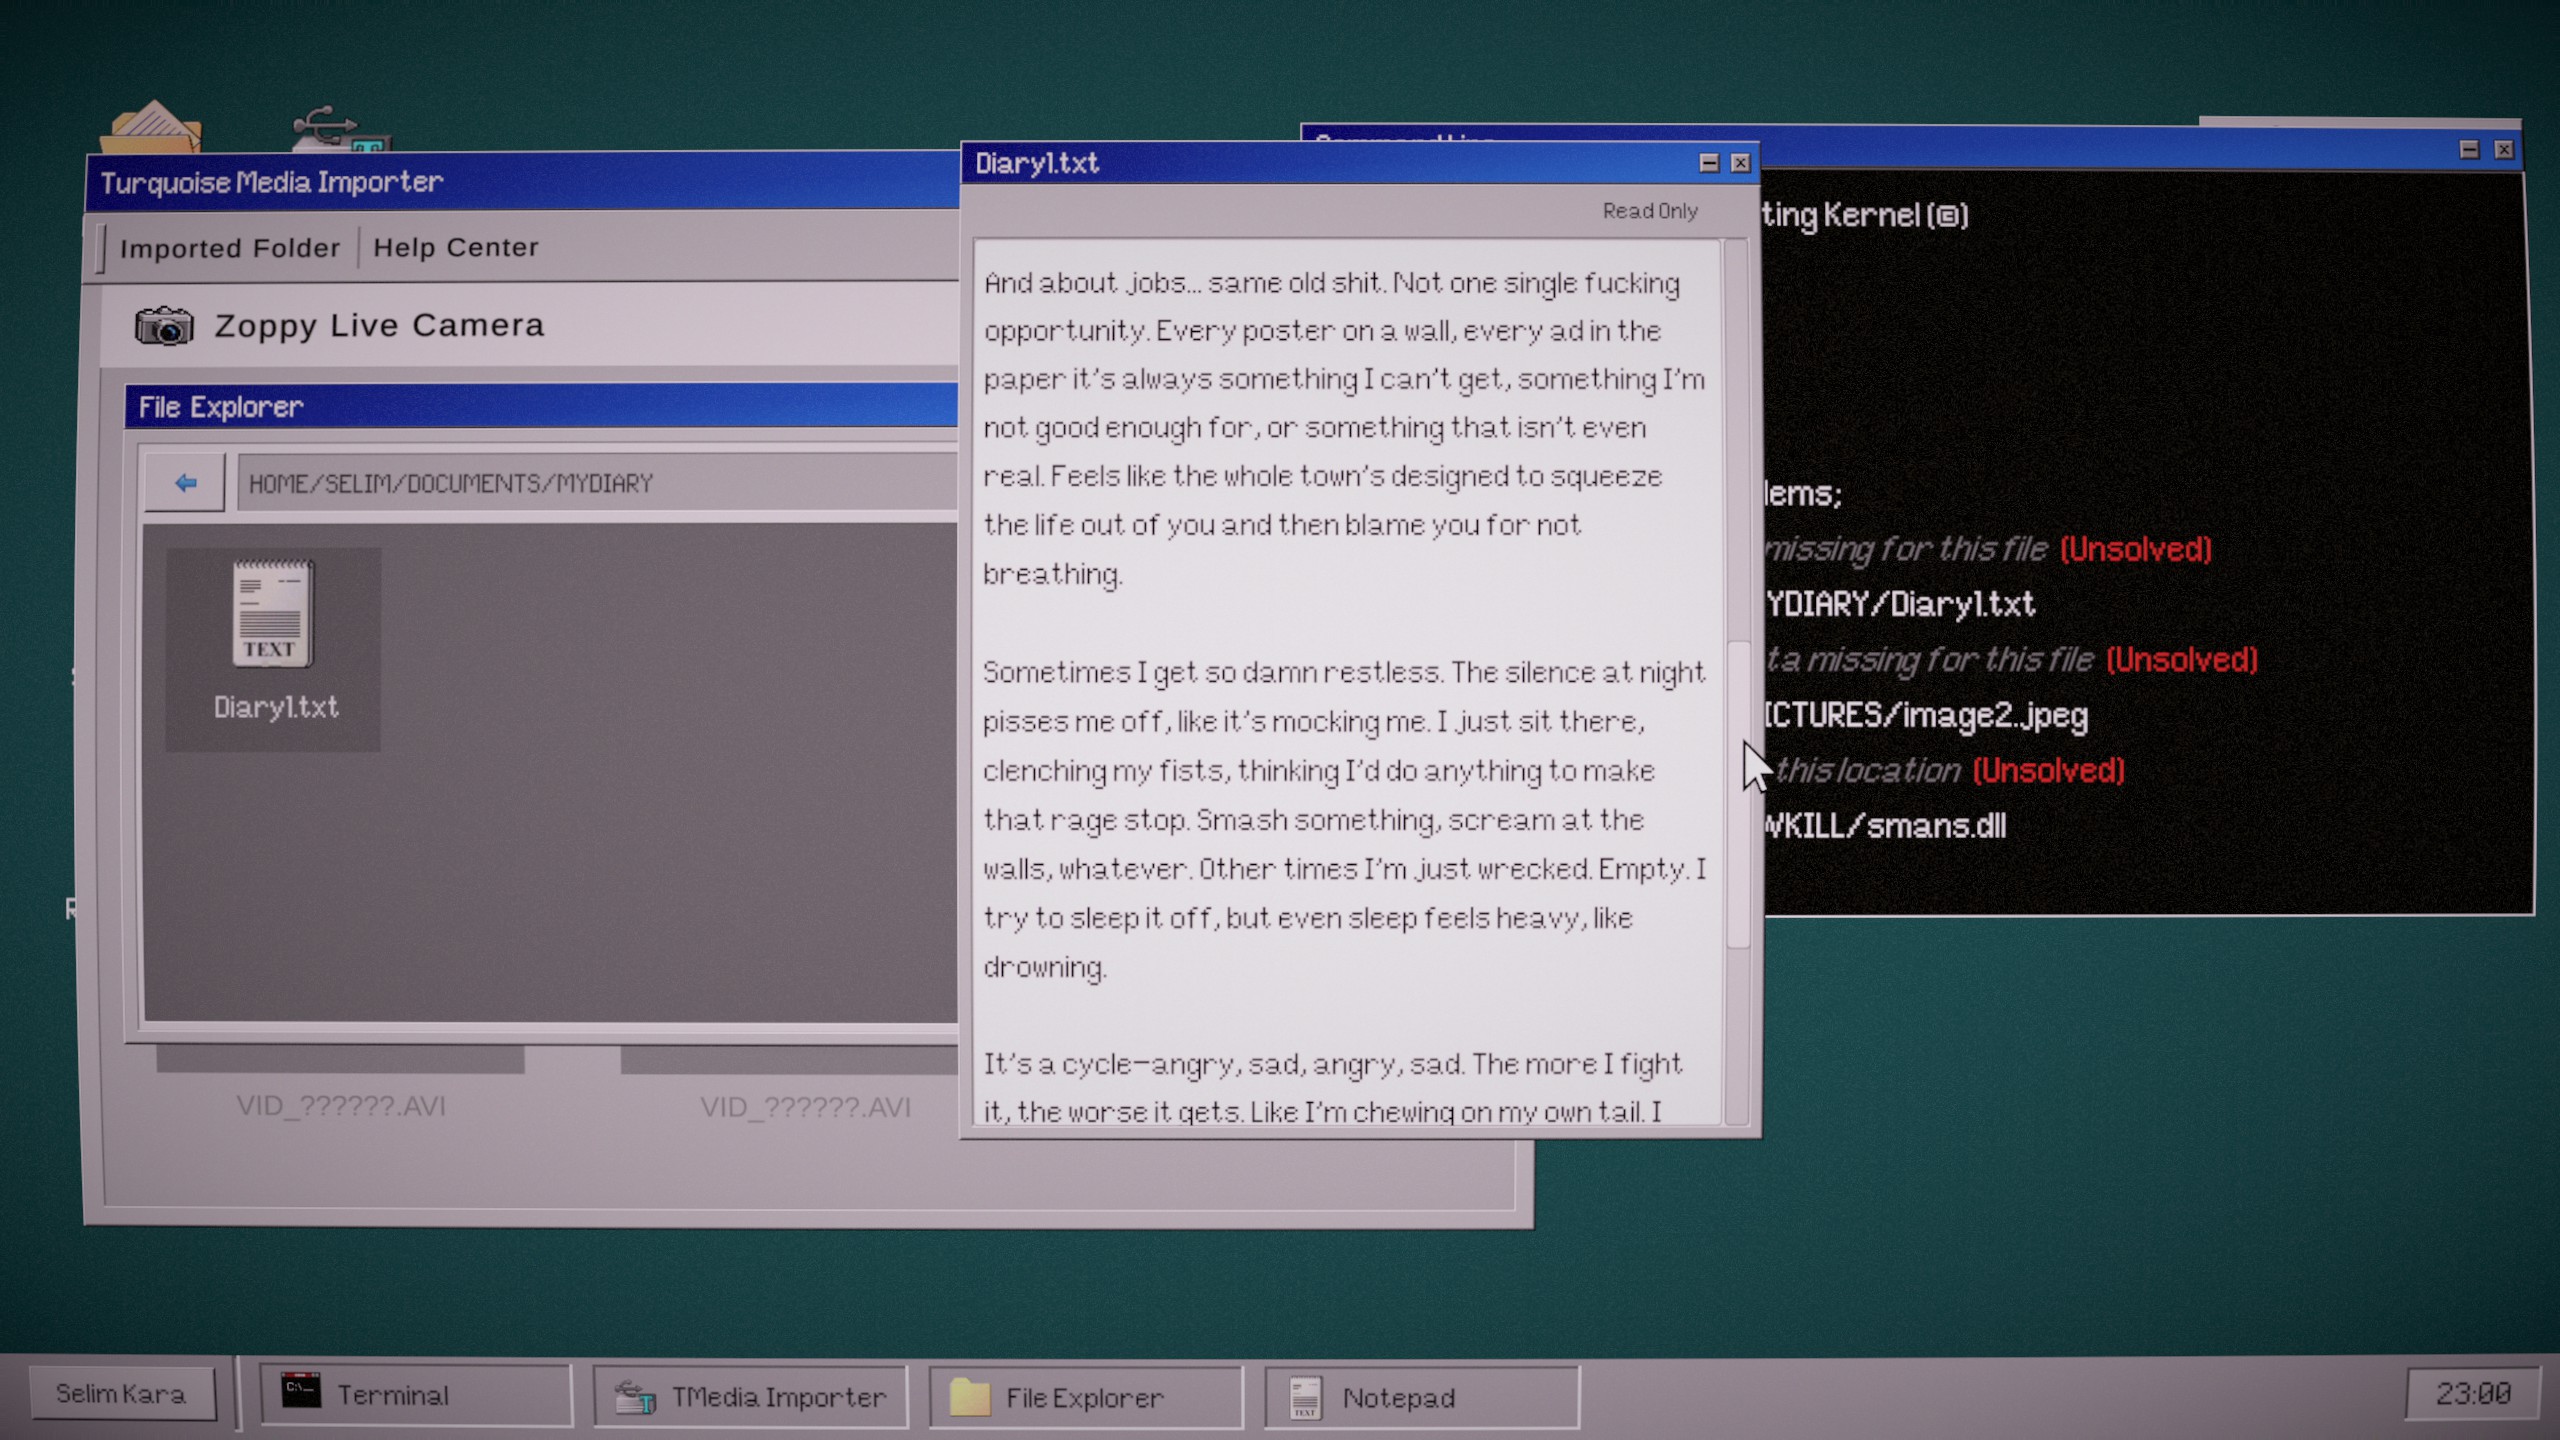 Turquoise Media Importer
Imported Folder
Help Center
Zoppy Live Camera
File Explorer
HOME/SELIM/DOCUMENTS/MYDIARY
TEXT
Diary1.txt
VID_??????.AVI
VID_??????.AVI
Diary1.txt
Read Only
And about jobs... same old shit. Not one single fucking
opportunity. Every poster on a wall, every ad in the
paper it's always something I can't get, something I'm
not good enough for, or something that isn't even
real. Feels like the whole town's designed to squeeze
the life out of you and then blame you for not
breathing.
Sometimes I get so damn restless. The silence at night
pisses me off, like it's mocking me. I just sit there,
clenching my fists, thinking I'd do anything to make
that rage stop. Smash something, scream at the
walls, whatever. Other times I'm just wrecked. Empty. I
try to sleep it off, but even sleep feels heavy, like
drowning.
It's a cycle—angry, sad, angry, sad. The more I fight
it, the worse it gets. Like I'm chewing on my own tail. I
ting Kernel (©)
lems;
missing for this file (Unsolved)
YDIARY/Diary1.txt
ta missing for this file (Unsolved)
ICTURES/image2.jpeg
this location (Unsolved)
KILL/smans.dll
Selim Kara
Terminal
TMedia Importer
File Explorer
TEXT
Notepad
23:00